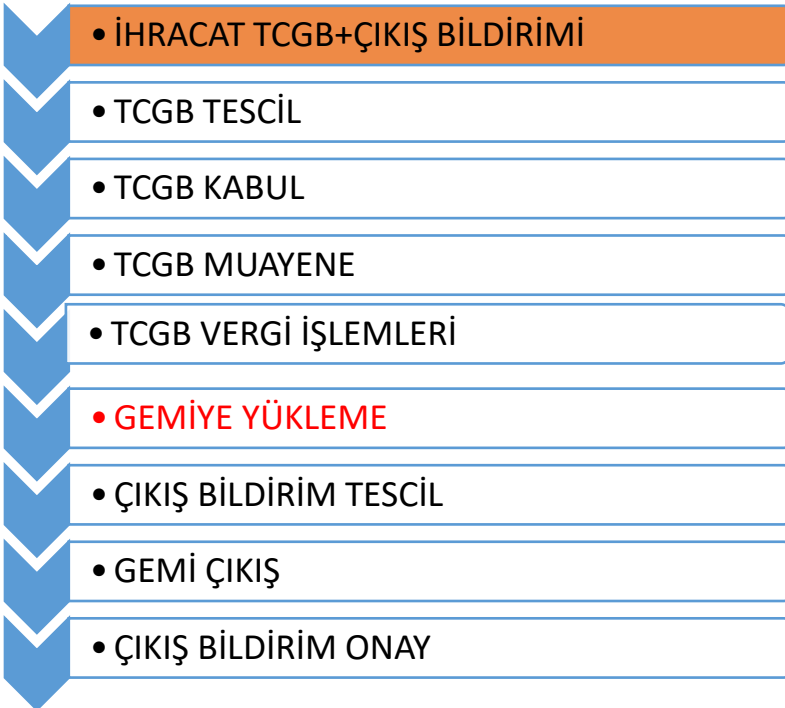 • İHRACAT TCGB+ÇIKIŞ BİLDİRİMİ
• TCGB TESCİL
• TCGB KABUL
• TCGB MUAYENE
• TCGB VERGİ İŞLEMLERİ
• GEMİYE YÜKLEME
• ÇIKIŞ BİLDİRİM TESCİL
• GEMİ ÇIKIŞ
• ÇIKIŞ BİLDİRİM ONAY